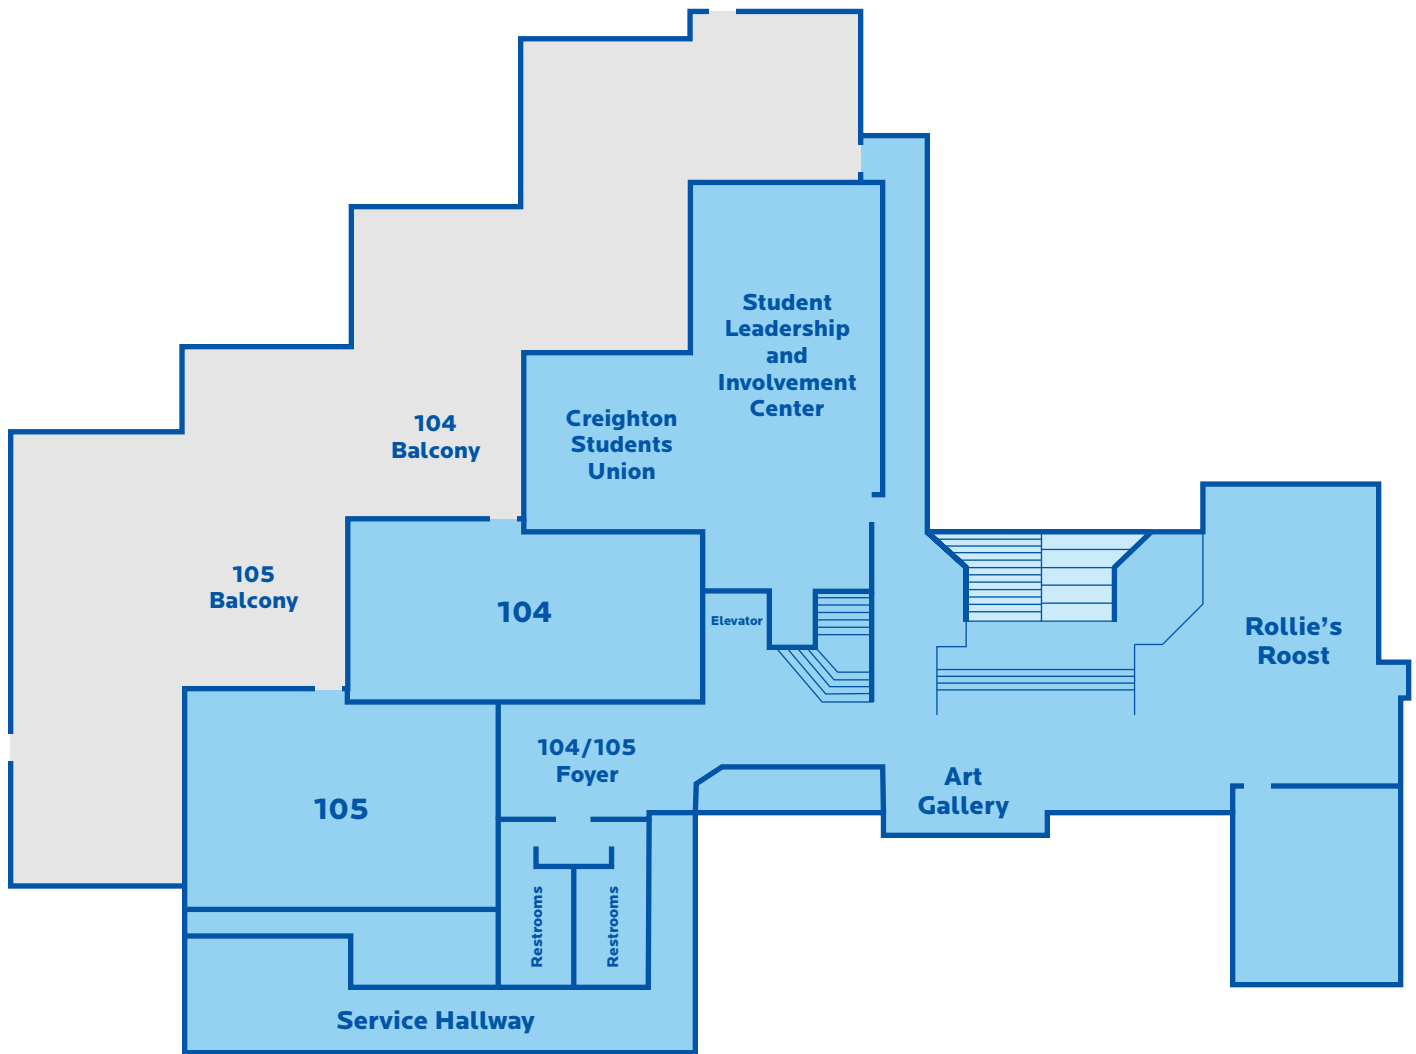 Student
Leadership
and
Involvement
Center
Creighton
Students
Union
104
Balcony
105
Balcony
104
Elevator
Rollie’s
Roost
104/105
Foyer
Art
Gallery
105
Restrooms
Restrooms
Service Hallway